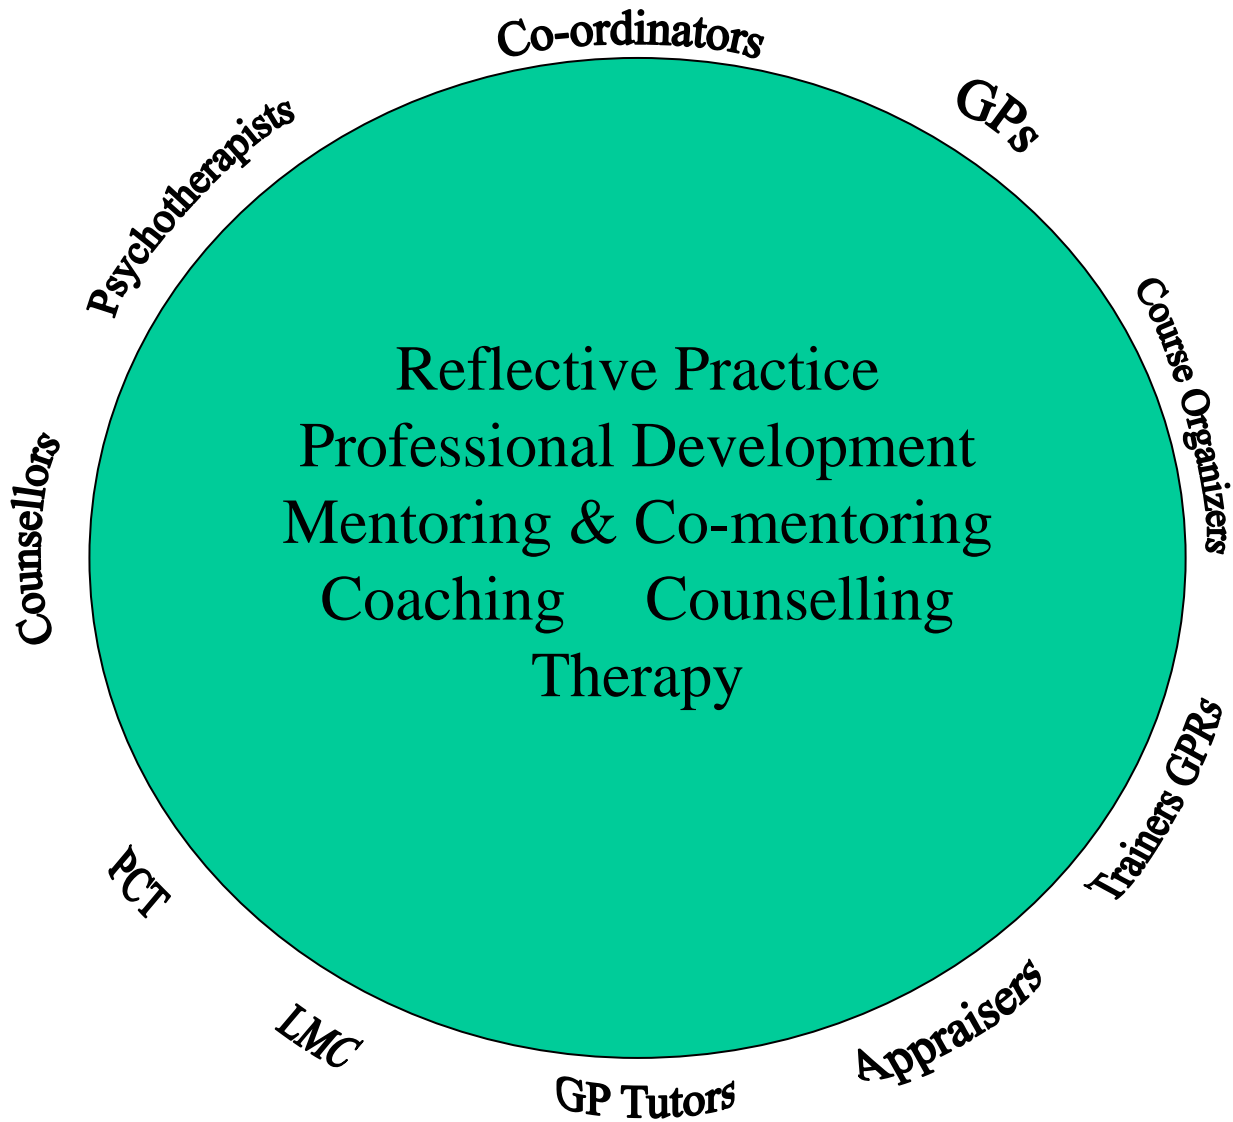 Co-ordinators
GPs
Course Organizers
Trainers GPRs
Appraisers
GP Tutors
LMC
PCT
Counsellors
Psychotherapists
Reflective Practice
Professional Development
Mentoring & Co-mentoring
Coaching Counselling
Therapy